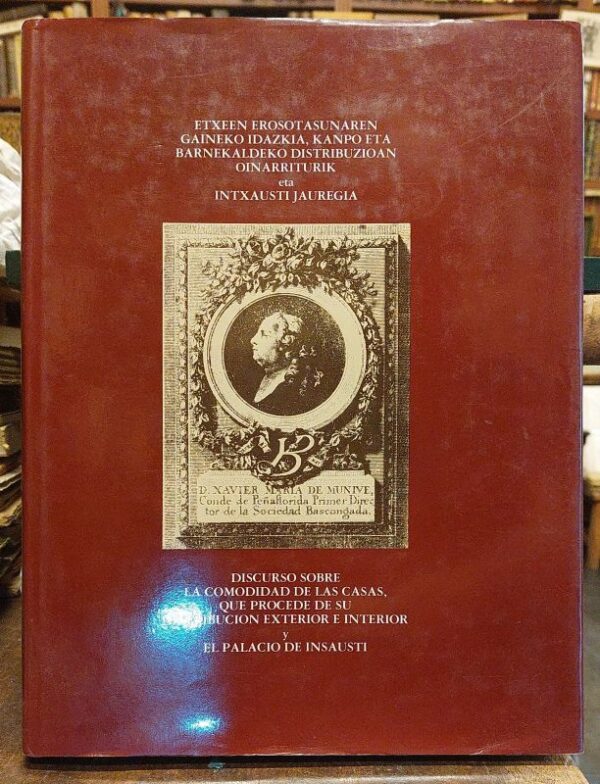 ETXEEN EROSOTASUNAREN
GAINEKO IDAZKIA, KANPO ETA
BARNEKALDEKO DISTRIBUZIOAN
OINARRITURIK
eta
INTXAUSTI JAUREGIA
B
D. XAVIER MARIA DE MUNIVE,
Conde de Peñaflorida Primer Direc
tor de la Sociedad Bascongada.
DISCURSO SOBRE
LA COMODIDAD DE LAS CASAS,
QUE PROCEDE DE SU
EXTERIOR E INTERIOR
y
EL PALACIO DE INSAUSTI